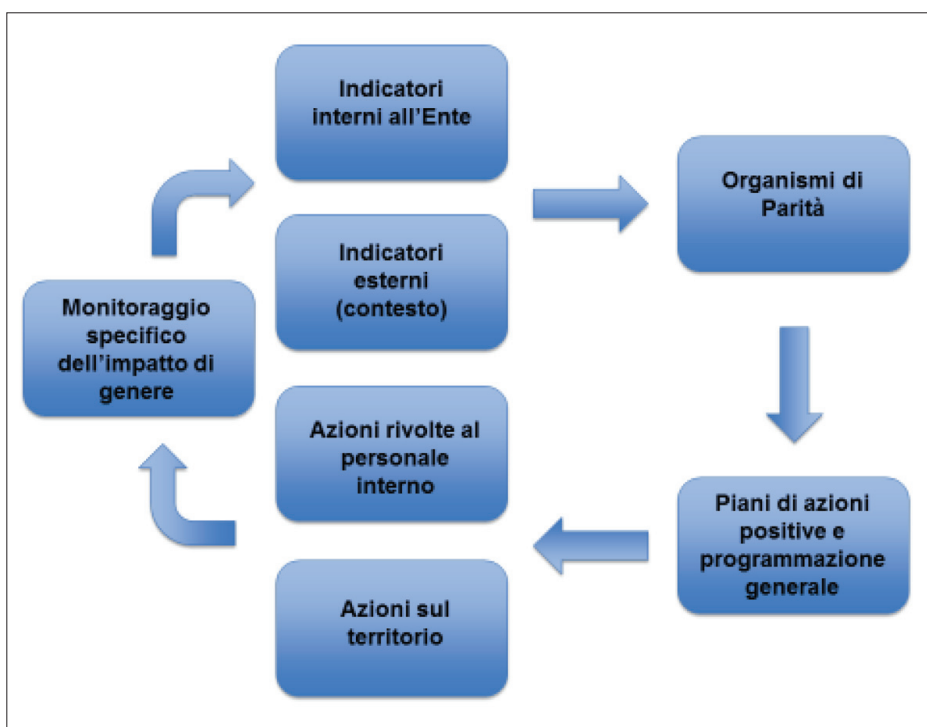 Indicatori
interni all'Ente
Organismi di
Parità
Indicatori
esterni
(contesto)
Monitoraggio
specifico
dell'impatto di
genere
Azioni rivolte al
personale
interno
Piani di azioni
positive e
programmazione
generale
Azioni sul
territorio